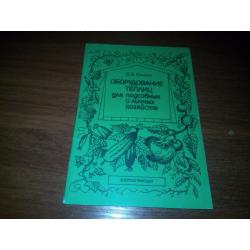 ОБОРУДОВАНИЕ
ТЕПЛИЦ
для подсобных
и личных
хозяйств